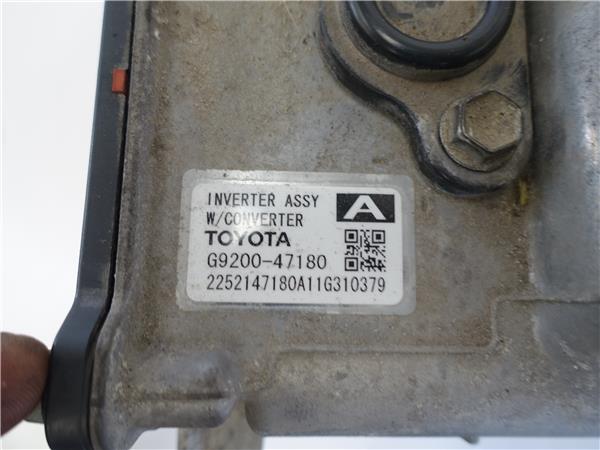 INVERTER ASSY
W/CONVERTER
A
TOYOTA
G9200-47180
2252147180A11G310379